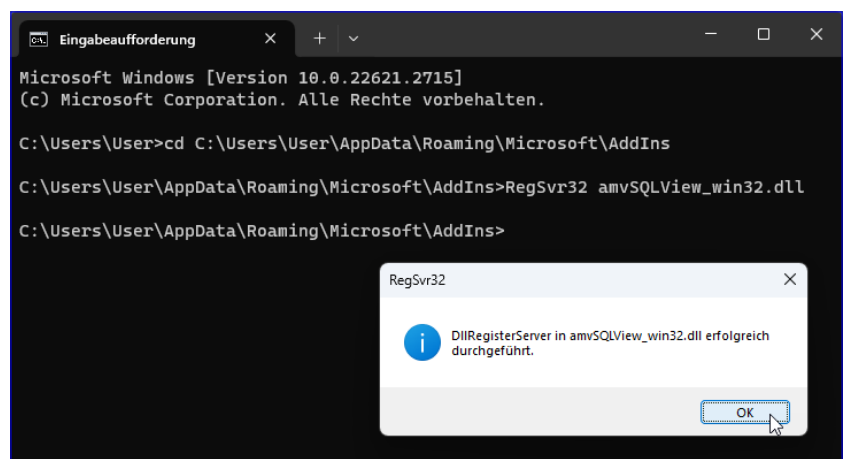 Eingabeaufforderung
Microsoft Windows [Version 10.0.22621.2715]
(c) Microsoft Corporation. Alle Rechte vorbehalten.
C:\Users\User>cd C:\Users\User\AppData\Roaming\Microsoft\AddIns
C:\Users\User\AppData\Roaming\Microsoft\AddIns>RegSvr32 amvSQLView_win32.dll
C:\Users\User\AppData\Roaming\Microsoft\AddIns>
RegSvr32
DllRegisterServer in amvSQLView_win32.dll erfolgreich
durchgeführt.
OK